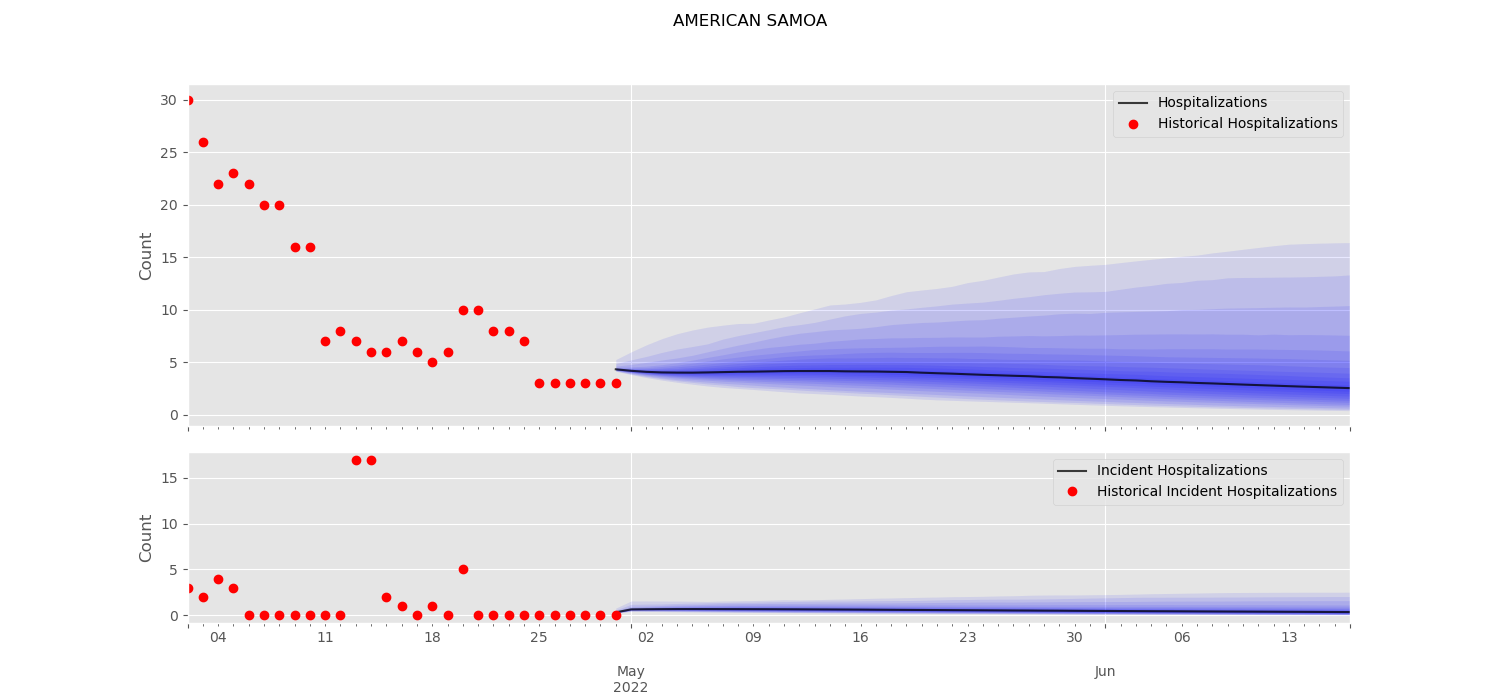 AMERICAN SAMOA
30
25
20
15
10
5
0
Count
Hospitalizations
Historical Hospitalizations
15
10
5
0
Count
Incident Hospitalizations
Historical Incident Hospitalizations
04 11 18 25 02 09 16 23 30 06 13
May Jun
2022